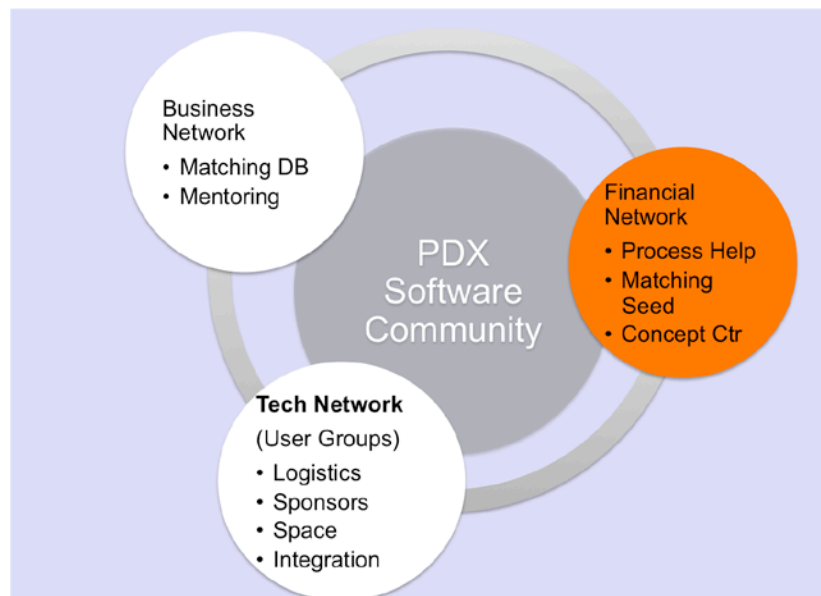 Business
Network
• Matching DB
• Mentoring
PDX
Software
Community
Financial
Network
• Process Help
• Matching
Seed
• Concept Ctr
Tech Network
(User Groups)
• Logistics
• Sponsors
• Space
• Integration